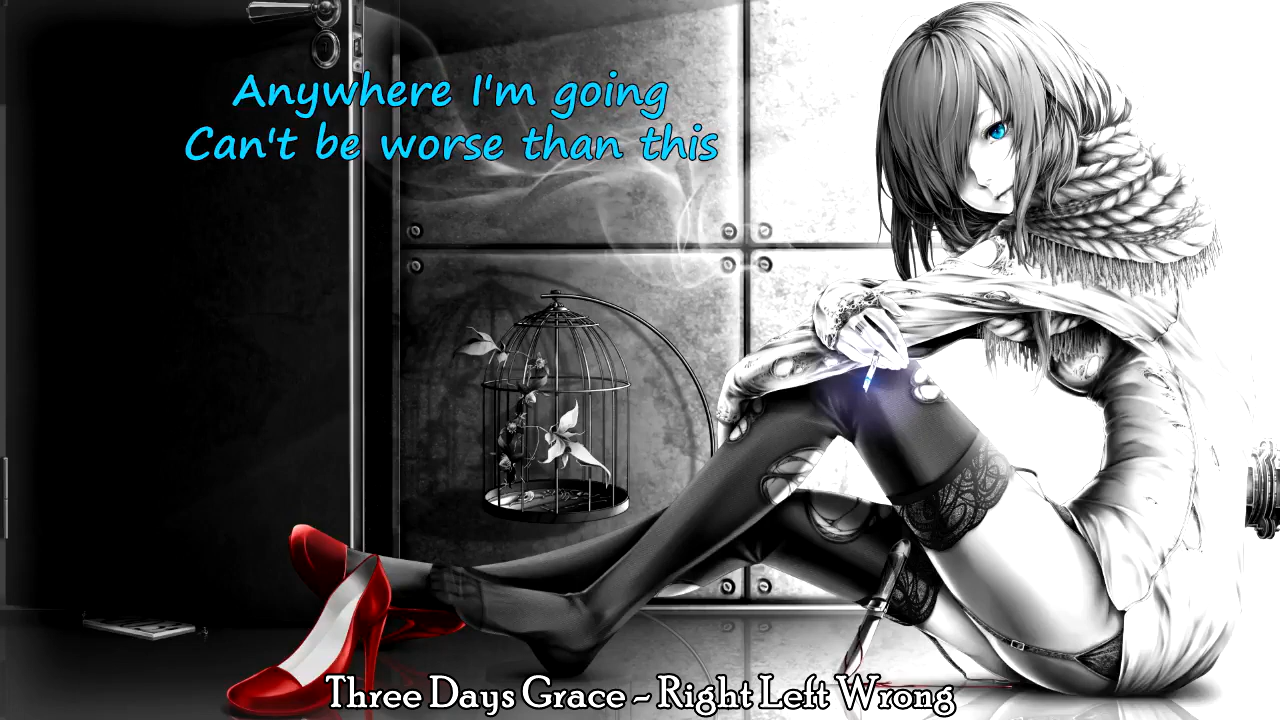 Anywhere I'm going
Can't be worse than this
Three Days Grace ~ Right Left Wrong